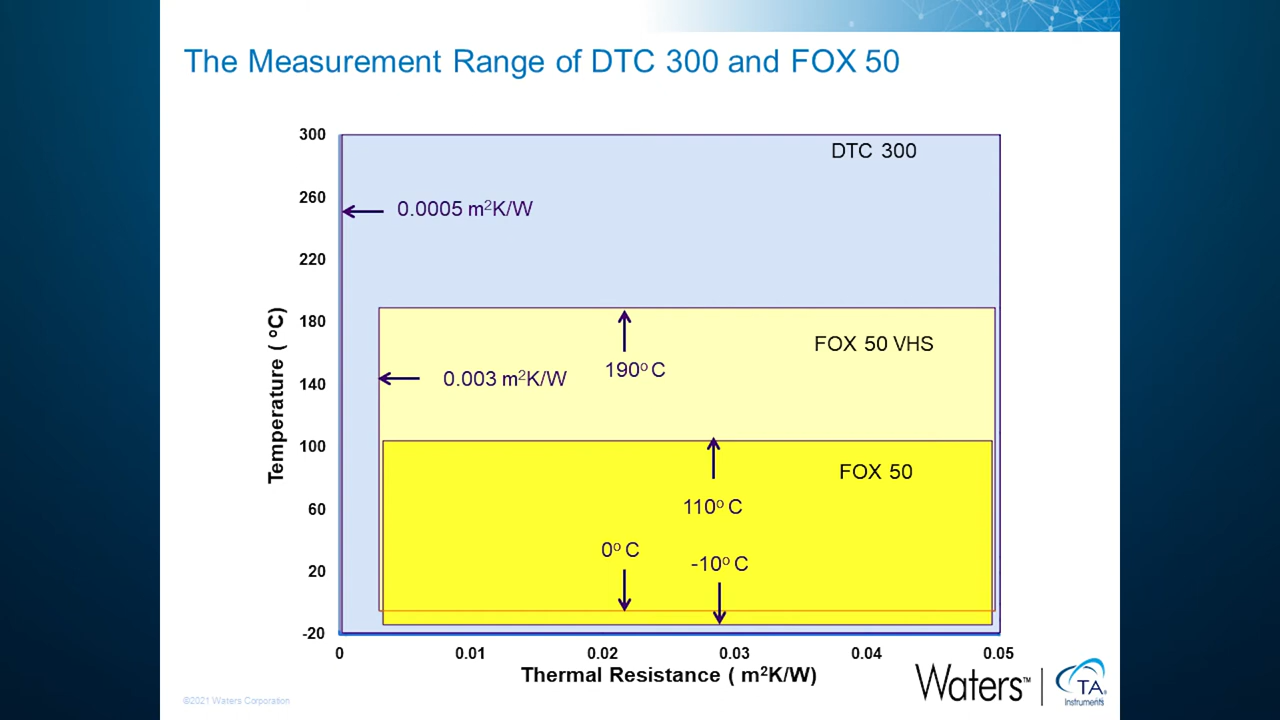 The Measurement Range of DTC 300 and FOX 50
300
DTC 300
260
0.0005 m²K/W
220
180
FOX 50 VHS
190° C
0.003 m²K/W
140
Temperature ( °C)
100
FOX 50
110° C
60
0° C
-10° C
20
-20
0 0.01 0.02 0.03 0.04 0.05
Thermal Resistance ( m²K/W)
Waters™
TA
Instruments
©2021 Waters Corporation